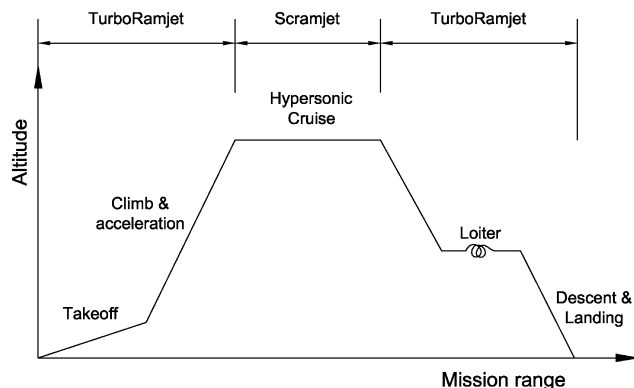 TurboRamjet
Scramjet
TurboRamjet
Hypersonic
Cruise
Altitude
Climb &
acceleration
Loiter
Takeoff
Descent &
Landing
Mission range